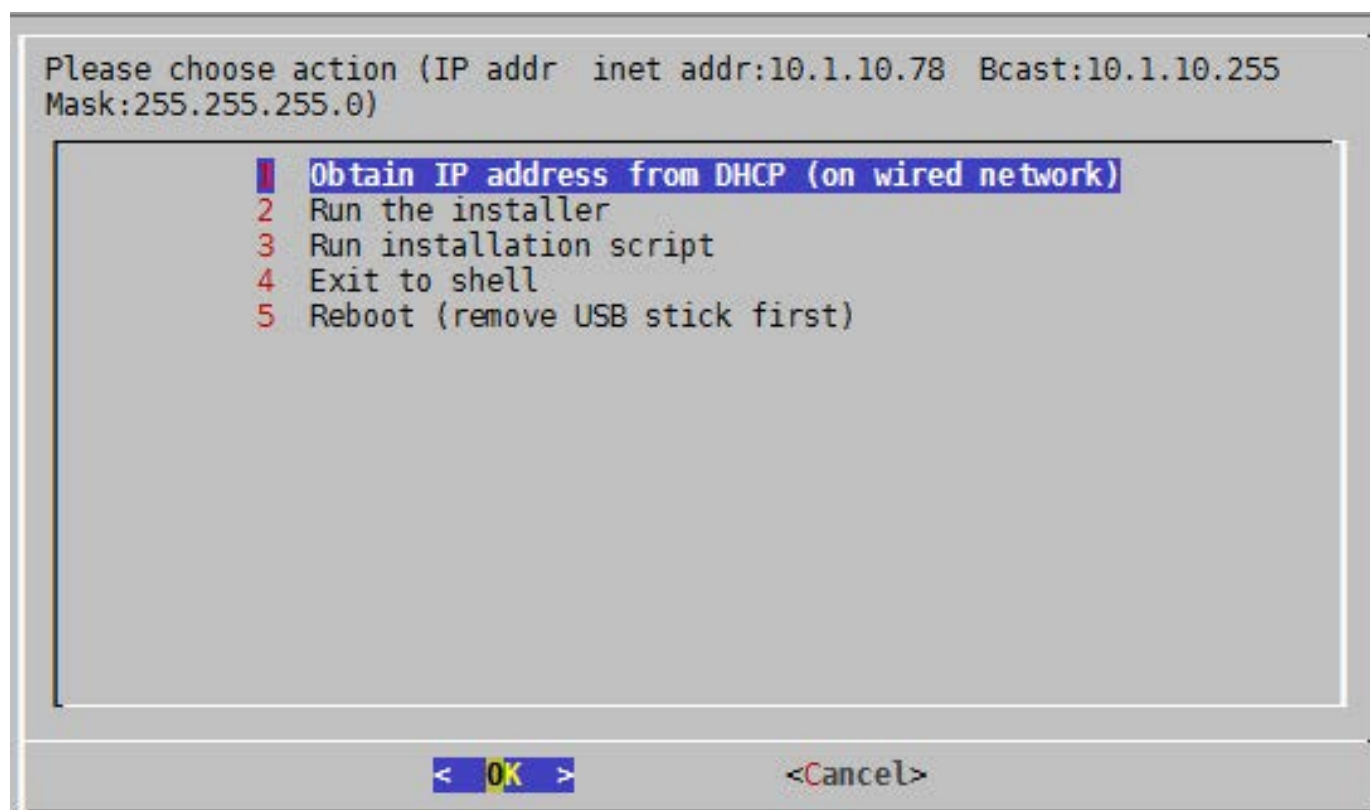 Please choose action (IP addr  inet addr:10.1.10.78  Bcast:10.1.10.255
Mask:255.255.255.0)
1  Obtain IP address from DHCP (on wired network)
2  Run the installer
3  Run installation script
4  Exit to shell
5  Reboot (remove USB stick first)
<  OK  >  <Cancel>